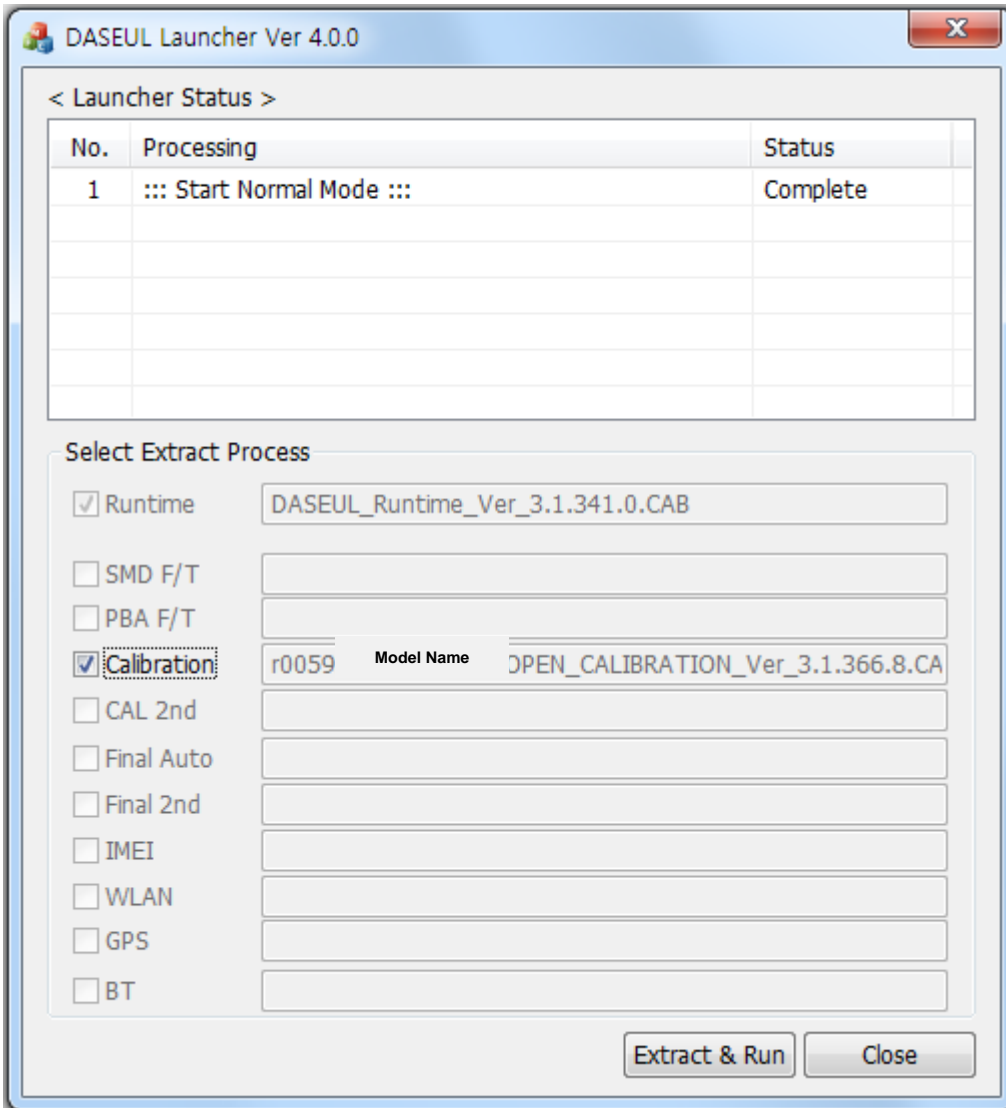 DASEUL Launcher Ver 4.0.0
< Launcher Status >
No. Processing Status
1 ::: Start Normal Mode ::: Complete
Select Extract Process
Runtime DASEUL_Runtime_Ver_3.1.341.0.CAB
SMD F/T
PBA F/T
Calibration r0059 Model Name OPEN_CALIBRATION_Ver_3.1.366.8.CA
CAL 2nd
Final Auto
Final 2nd
IMEI
WLAN
GPS
BT
Extract & Run Close